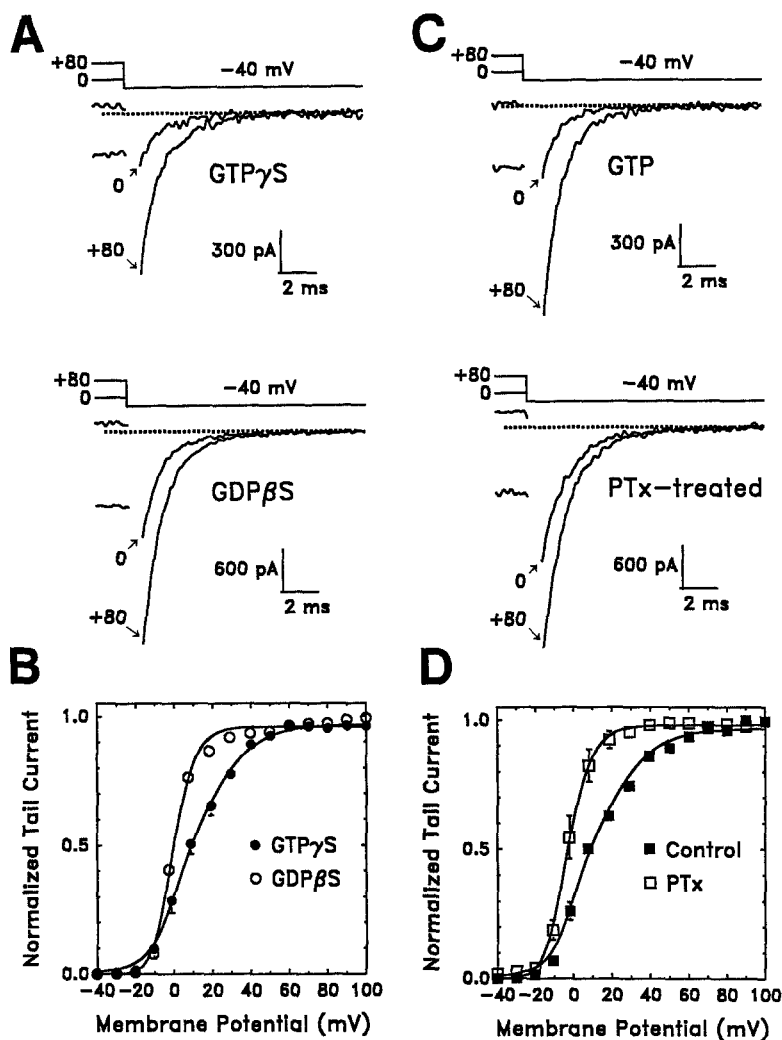 A
+80
0
-40 mV
0
+80
GTPγS
300 pA
2 ms
+80
0
-40 mV
0
+80
GDPβS
600 pA
2 ms
B
Normalized Tail Current
1.0
0.5
0.0
GTPγS
GDPβS
-40 -20 0 20 40 60 80 100
Membrane Potential (mV)
C
+80
0
-40 mV
0
+80
GTP
300 pA
2 ms
+80
0
-40 mV
0
+80
PTx-treated
600 pA
2 ms
D
Normalized Tail Current
1.0
0.5
0.0
Control
PTx
-40 -20 0 20 40 60 80 100
Membrane Potential (mV)